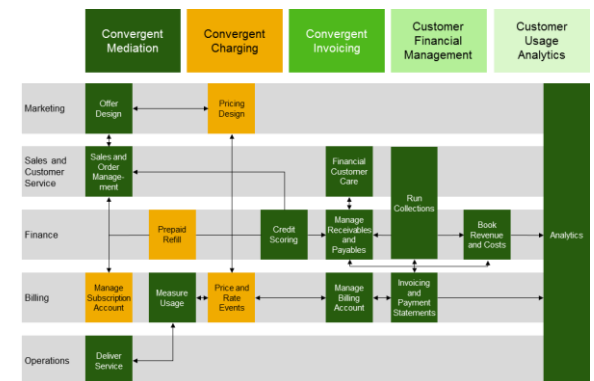 Convergent
Mediation
Convergent
Charging
Convergent
Invoicing
Customer
Financial
Management
Customer
Usage
Analytics
Marketing
Offer
Design
Pricing
Design
Sales and
Customer
Service
Sales and
Order
Manage-
ment
Financial
Customer
Care
Run
Collections
Finance
Prepaid
Refill
Credit
Scoring
Manage
Receivables
and
Payables
Book
Revenue
and Costs
Analytics
Billing
Manage
Subscription
Account
Measure
Usage
Price and
Rate
Events
Manage
Billing
Account
Invoicing
and
Payment
Statements
Operations
Deliver
Service